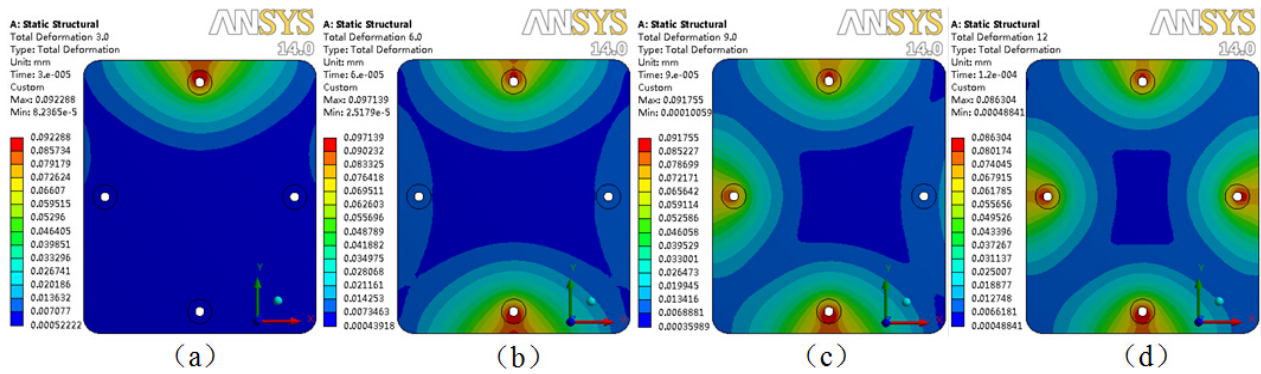 A: Static Structural
Total Deformation 3.0
Type: Total Deformation
Unit: mm
Time: 3.e-005
Custom
Max: 0.092288
Min: 8.2365e-5
0.092288
0.085734
0.079179
0.072624
0.06607
0.059515
0.05296
0.046405
0.039851
0.033296
0.026741
0.020186
0.013632
0.007077
0.00052222
ANSYS
14.0
Y
X
(a)
A: Static Structural
Total Deformation 6.0
Type: Total Deformation
Unit: mm
Time: 6.e-005
Custom
Max: 0.097139
Min: 2.5179e-5
0.097139
0.090232
0.083325
0.076418
0.069511
0.062603
0.055696
0.048789
0.041882
0.034975
0.028068
0.021161
0.014253
0.0073463
0.00043918
ANSYS
14.0
Y
X
(b)
A: Static Structural
Total Deformation 9.0
Type: Total Deformation
Unit: mm
Time: 9.e-005
Custom
Max: 0.091755
Min: 0.00010059
0.091755
0.085227
0.078699
0.072171
0.065642
0.059114
0.052586
0.046058
0.039529
0.033001
0.026473
0.019945
0.013416
0.0068881
0.00035989
ANSYS
14.0
Y
X
(c)
A: Static Structural
Total Deformation 12
Type: Total Deformation
Unit: mm
Time: 1.2e-004
Custom
Max: 0.086304
Min: 0.00048841
0.086304
0.080174
0.074045
0.067915
0.061785
0.055656
0.049526
0.043396
0.037267
0.031137
0.025007
0.018877
0.012748
0.0066181
0.00048841
ANSYS
14.0
Y
X
(d)